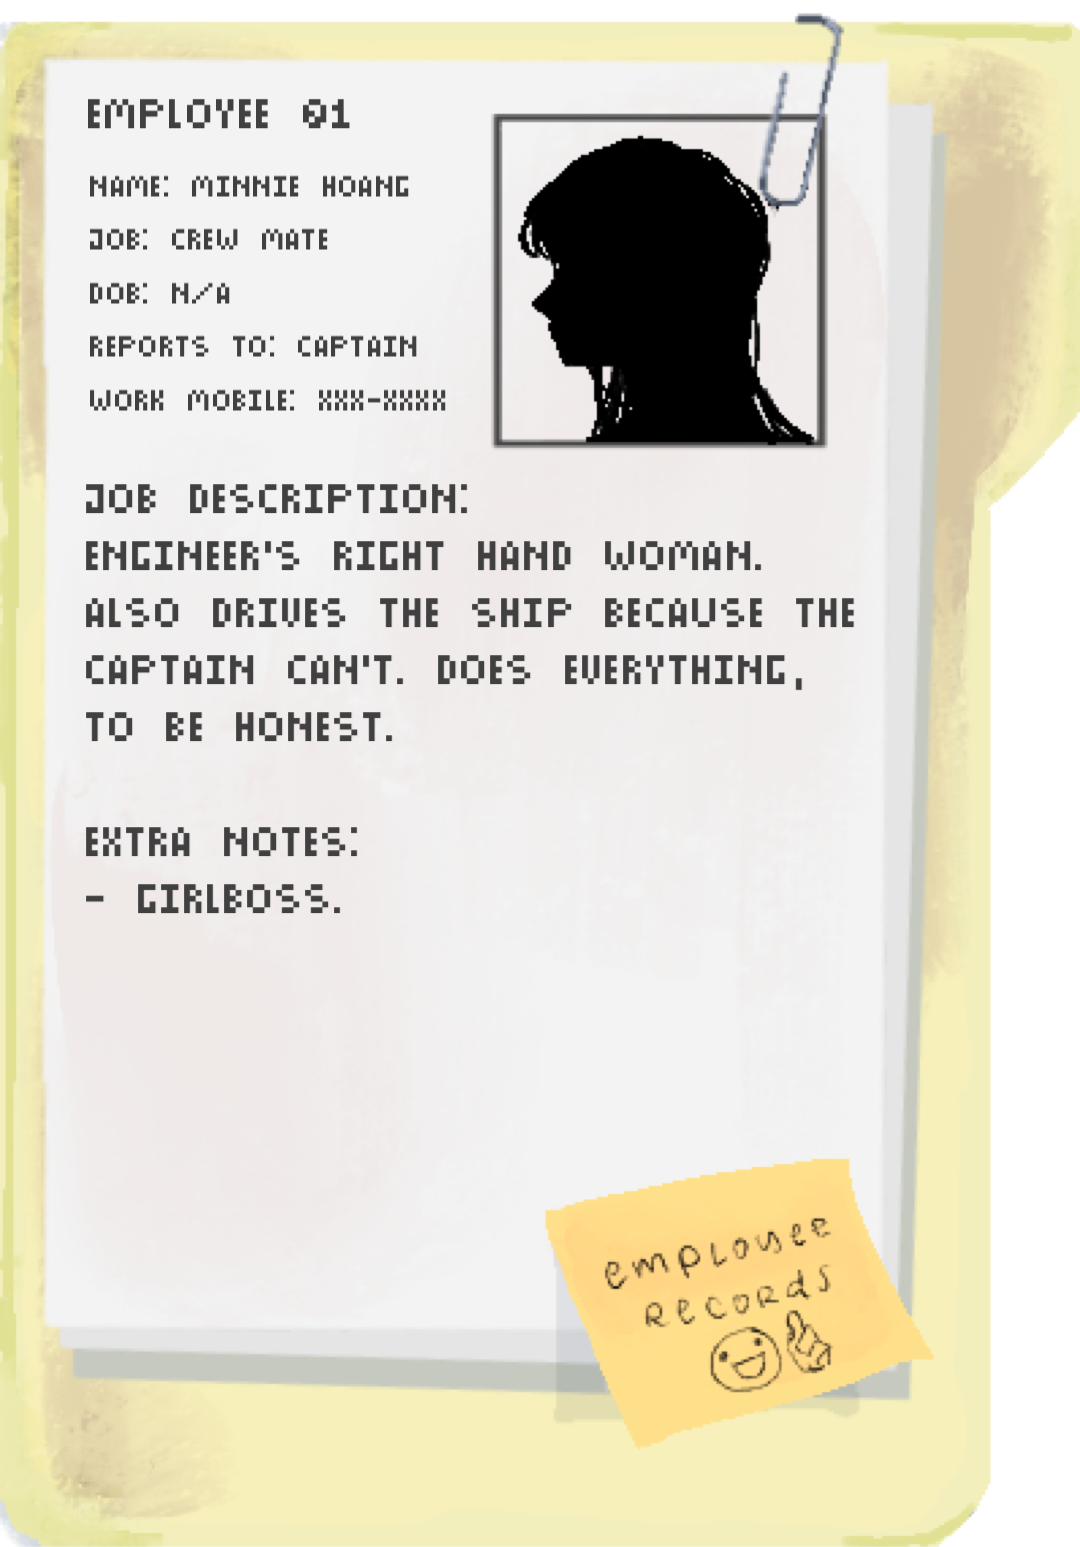 EMPLOYEE 01
NAME: MINNIE HOANG
JOB: CREW MATE
DOB: N/A
REPORTS TO: CAPTAIN
WORK MOBILE: XXX-XXXX
JOB DESCRIPTION:
ENGINEER'S RIGHT HAND WOMAN.
ALSO DRIVES THE SHIP BECAUSE THE
CAPTAIN CAN'T. DOES EVERYTHING,
TO BE HONEST.
EXTRA NOTES:
- GIRLBOSS.
employee
RECORdS